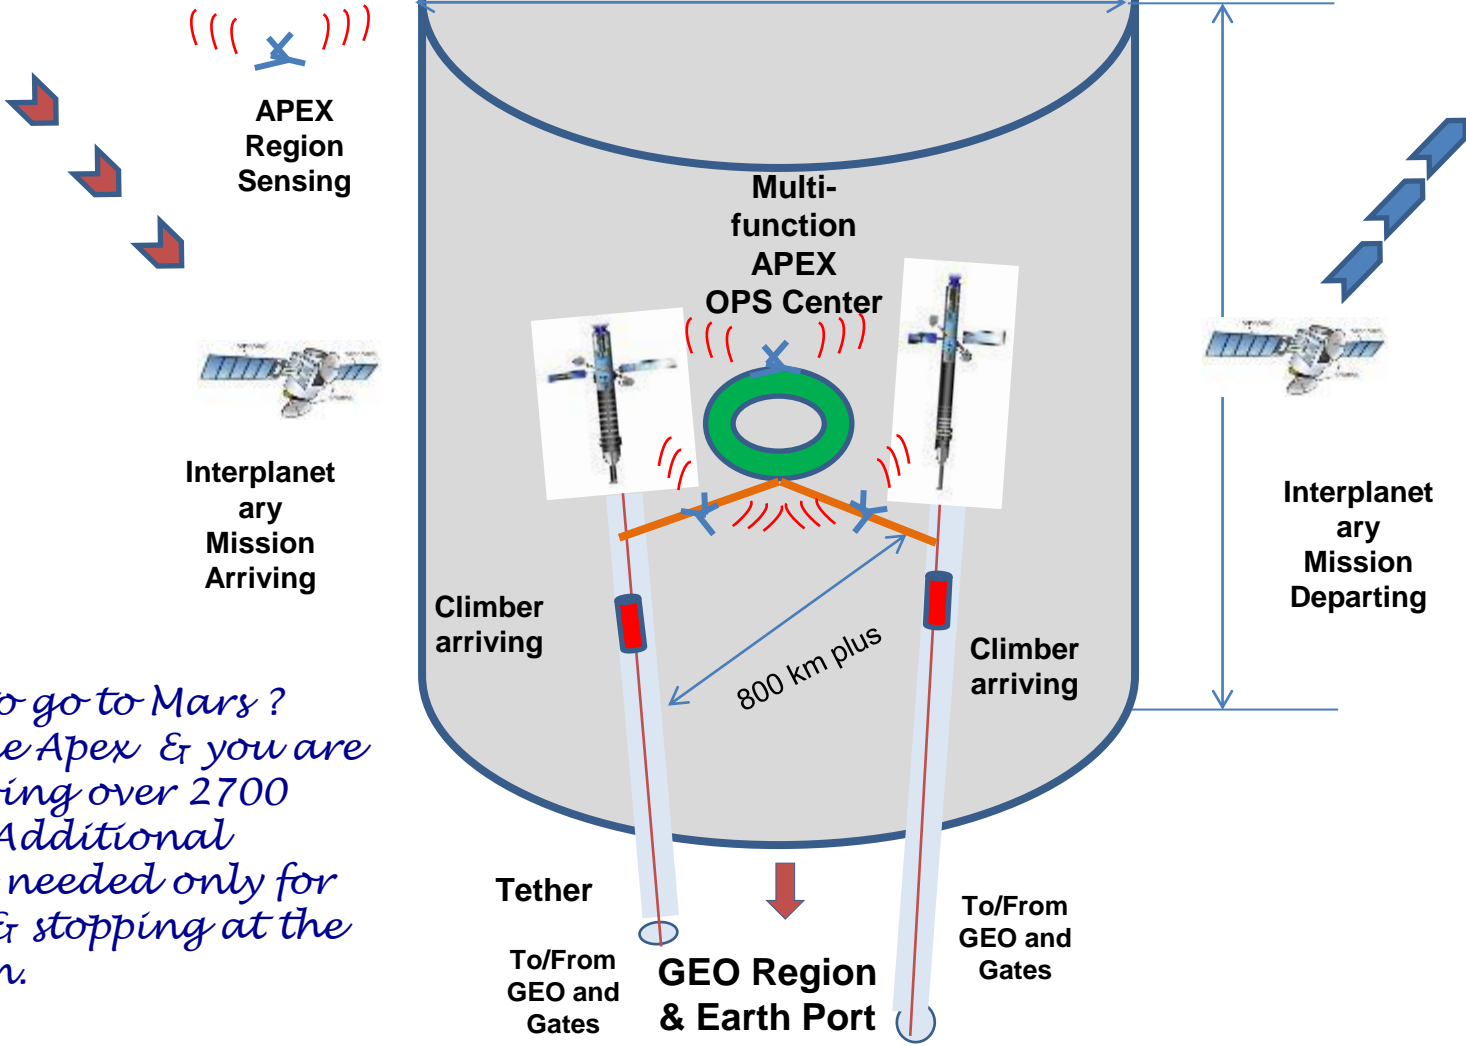 APEX
Region
Sensing
Multi-
function
APEX
OPS Center
Interplanet
ary
Mission
Arriving
Interplanet
ary
Mission
Departing
Climber
arriving
800 km plus
Climber
arriving
o go to Mars ?
e Apex & you are
ing over 2700
Additional
needed only for
& stopping at the
n.
Tether
To/From
GEO and
Gates
GEO Region
& Earth Port
To/From
GEO and
Gates